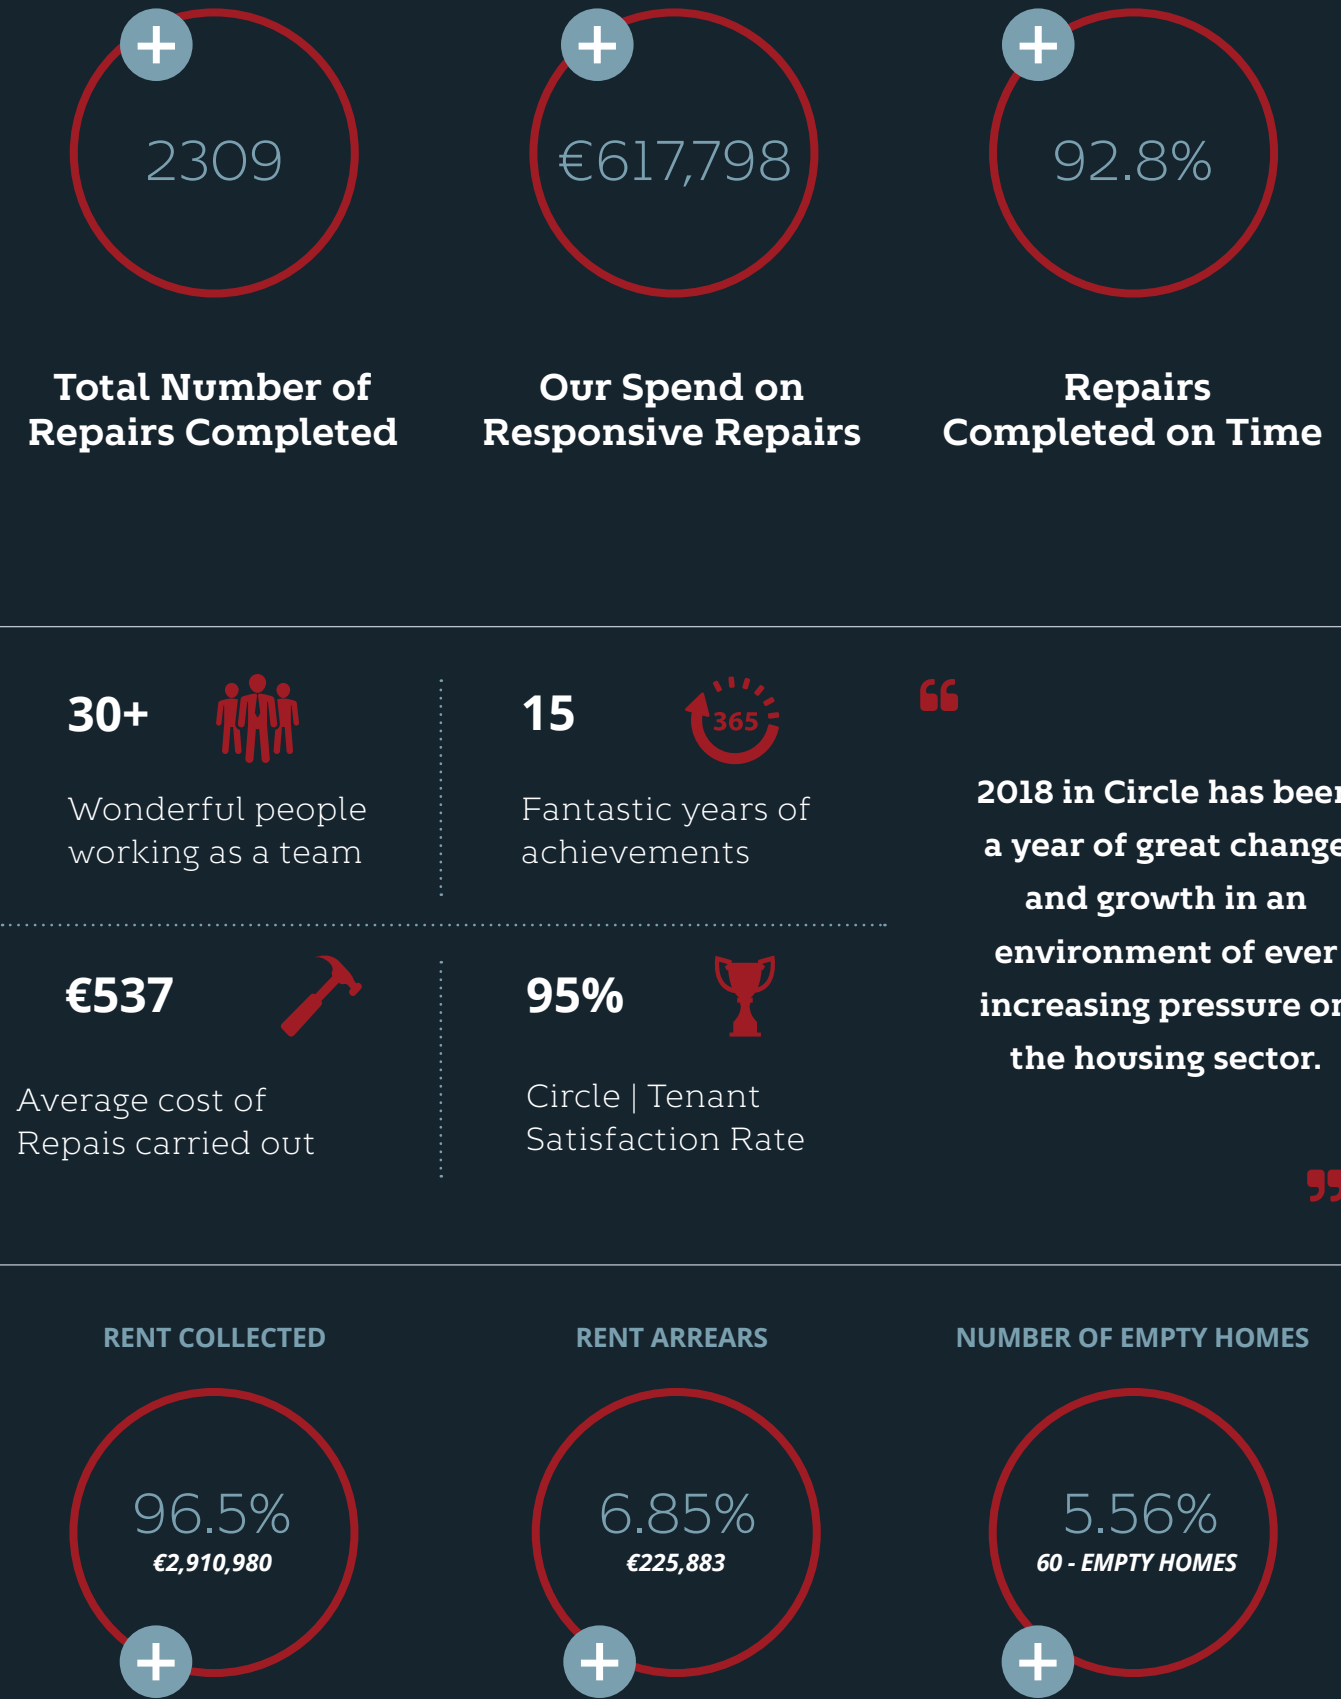 2309
€617,798
92.8%
Total Number of
Repairs Completed
Our Spend on
Responsive Repairs
Repairs
Completed on Time
30+
Wonderful people
working as a team
15
365
Fantastic years of
achievements
€537
Average cost of
Repais carried out
95%
Circle | Tenant
Satisfaction Rate
“
2018 in Circle has been
a year of great change
and growth in an
environment of ever
increasing pressure on
the housing sector.
”
RENT COLLECTED
96.5%
€2,910,980
RENT ARREARS
6.85%
€225,883
NUMBER OF EMPTY HOMES
5.56%
60 - EMPTY HOMES